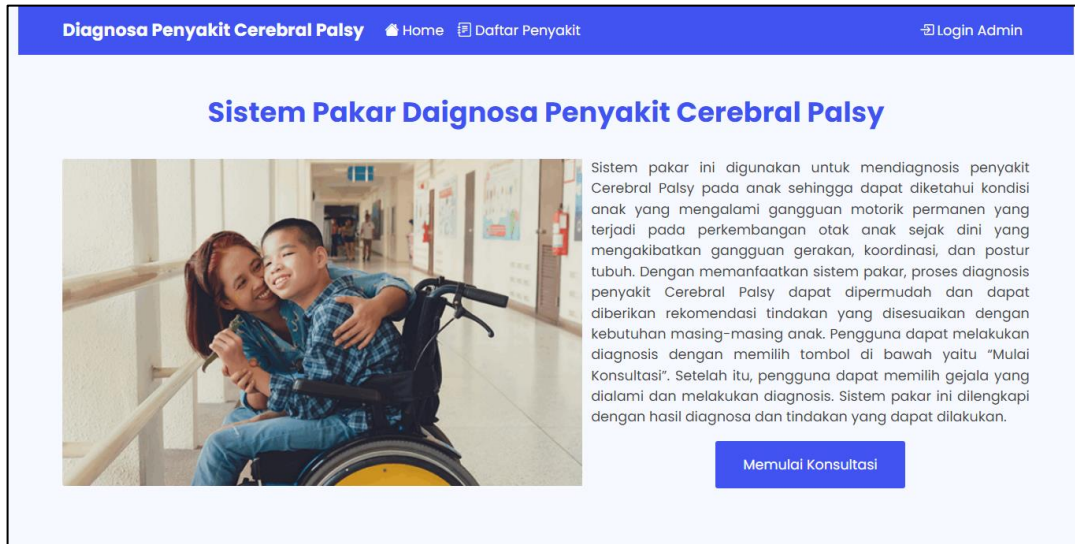 Diagnosa Penyakit Cerebral Palsy Home Daftar Penyakit Login Admin
Sistem Pakar Daignosa Penyakit Cerebral Palsy
Sistem pakar ini digunakan untuk mendiagnosis penyakit
Cerebral Palsy pada anak sehingga dapat diketahui kondisi
anak yang mengalami gangguan motorik permanen yang
terjadi pada perkembangan otak anak sejak dini yang
mengakibatkan gangguan gerakan, koordinasi, dan postur
tubuh. Dengan memanfaatkan sistem pakar, proses diagnosis
penyakit Cerebral Palsy dapat dipermudah dan dapat
diberikan rekomendasi tindakan yang disesuaikan dengan
kebutuhan masing-masing anak. Pengguna dapat melakukan
diagnosis dengan memilih tombol di bawah yaitu “Mulai
Konsultasi”. Setelah itu, pengguna dapat memilih gejala yang
dialami dan melakukan diagnosis. Sistem pakar ini dilengkapi
dengan hasil diagnosa dan tindakan yang dapat dilakukan.
Memulai Konsultasi